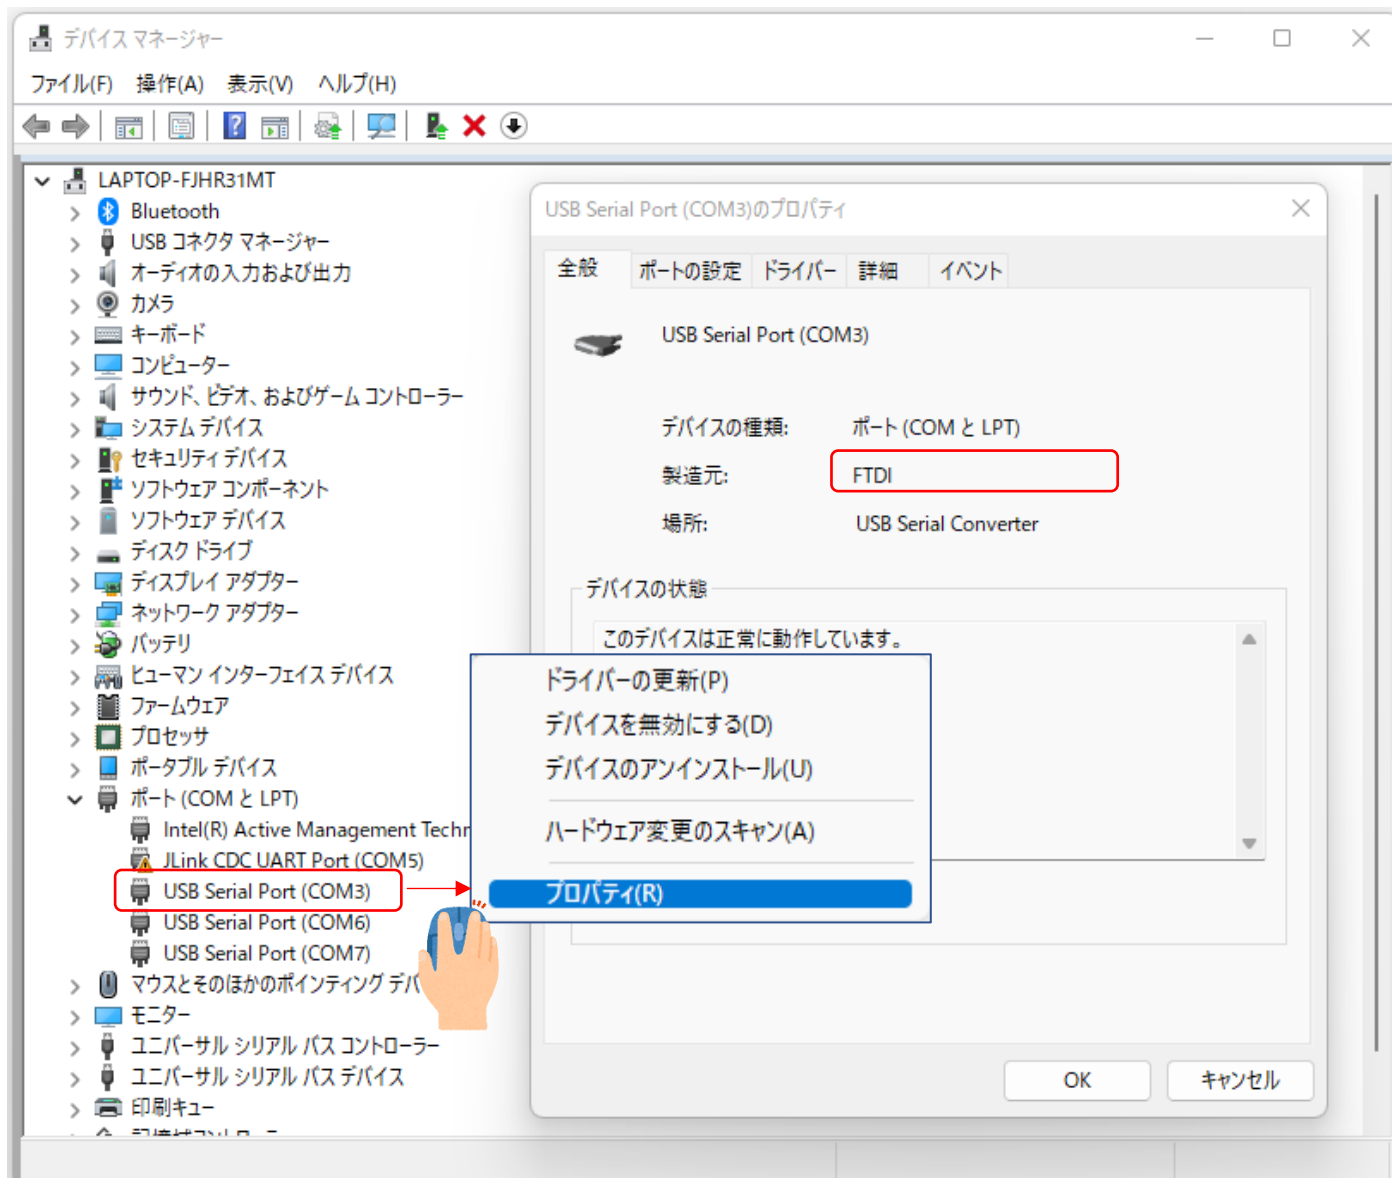 デバイス マネージャー
ファイル(F) 操作(A) 表示(V) ヘルプ(H)
LAPTOP-FJHR31MT
Bluetooth
USB コネクタ マネージャー
オーディオの入力および出力
カメラ
キーボード
コンピューター
サウンド、ビデオ、およびゲーム コントローラー
システム デバイス
セキュリティ デバイス
ソフトウェア コンポーネント
ソフトウェア デバイス
ディスク ドライブ
ディスプレイ アダプター
ネットワーク アダプター
バッテリ
ヒューマン インターフェイス デバイス
ファームウェア
プロセッサ
ポータブル デバイス
ポート (COM と LPT)
Intel(R) Active Management Techn
JLink CDC UART Port (COM5)
USB Serial Port (COM3)
USB Serial Port (COM6)
USB Serial Port (COM7)
マウスとそのほかのポインティング デバ
モニター
ユニバーサル シリアル バス コントローラー
ユニバーサル シリアル バス デバイス
印刷キュー
USB Serial Port (COM3)のプロパティ
全般 ポートの設定 ドライバー 詳細 イベント
USB Serial Port (COM3)
デバイスの種類: ポート (COM と LPT)
製造元: FTDI
場所: USB Serial Converter
デバイスの状態
このデバイスは正常に動作しています。
ドライバーの更新(P)
デバイスを無効にする(D)
デバイスのアンインストール(U)
ハードウェア変更のスキャン(A)
プロパティ(R)
OK キャンセル